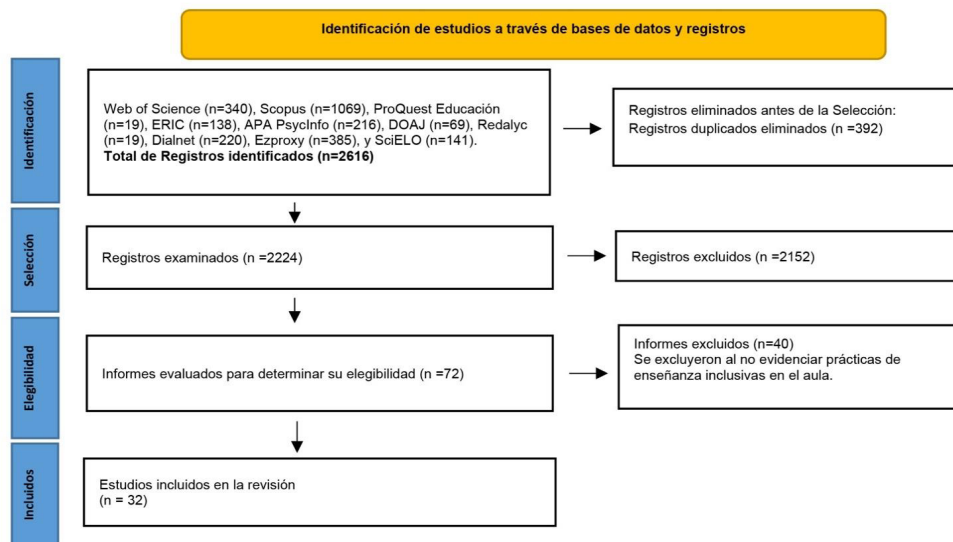 Identificación de estudios a través de bases de datos y registros
Identificación
Web of Science (n=340), Scopus (n=1069), ProQuest Educación
(n=19), ERIC (n=138), APA PsycInfo (n=216), DOAJ (n=69), Redalyc
(n=19), Dialnet (n=220), Ezproxy (n=385), y SciELO (n=141).
Total de Registros identificados (n=2616)
Registros eliminados antes de la Selección:
Registros duplicados eliminados (n =392)
Selección
Registros examinados (n =2224)
Registros excluidos (n =2152)
Elegibilidad
Informes evaluados para determinar su elegibilidad (n =72)
Informes excluidos (n=40)
Se excluyeron al no evidenciar prácticas de
enseñanza inclusivas en el aula.
Incluidos
Estudios incluidos en la revisión
(n = 32)